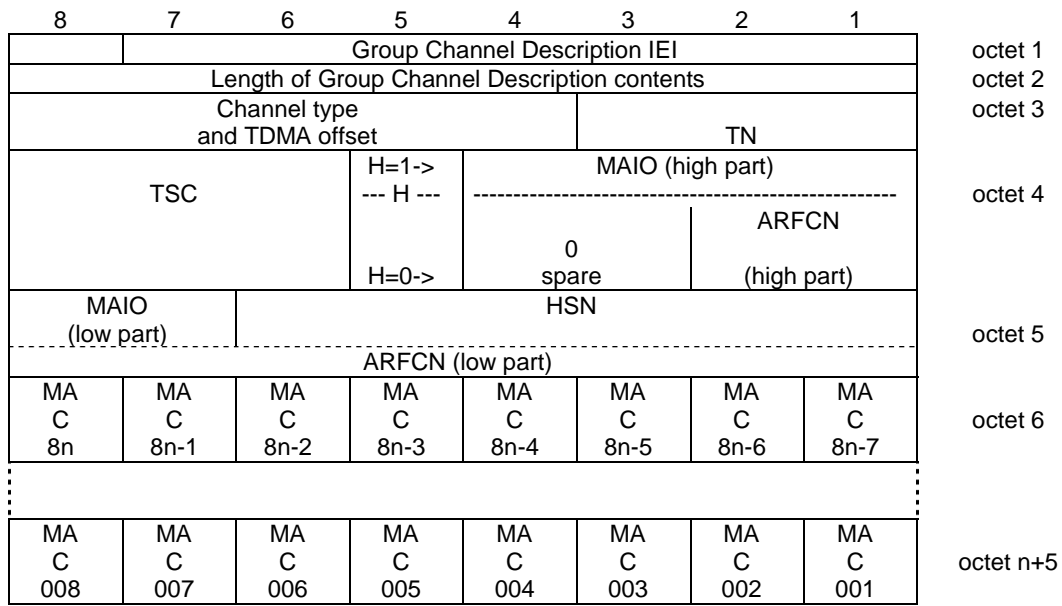 8 7 6 5 4 3 2 1
Group Channel Description IEI octet 1
Length of Group Channel Description contents octet 2
Channel type octet 3
and TDMA offset TN
H=1-> MAIO (high part)
TSC --- H --- ---------------------------------------------------- octet 4
ARFCN
0
H=0-> spare (high part)
MAIO HSN
(low part) octet 5
ARFCN (low part)
MA MA MA MA MA MA MA MA
C C C C C C C C octet 6
8n 8n-1 8n-2 8n-3 8n-4 8n-5 8n-6 8n-7
MA MA MA MA MA MA MA MA
C C C C C C C C octet n+5
008 007 006 005 004 003 002 001